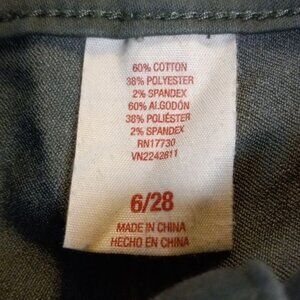 60% COTTON
38% POLYESTER
2% SPANDEX
60% ALGODÓN
38% POLIÉSTER
2% SPANDEX
RN17730
VN2242811
6/28
MADE IN CHINA
HECHO EN CHINA